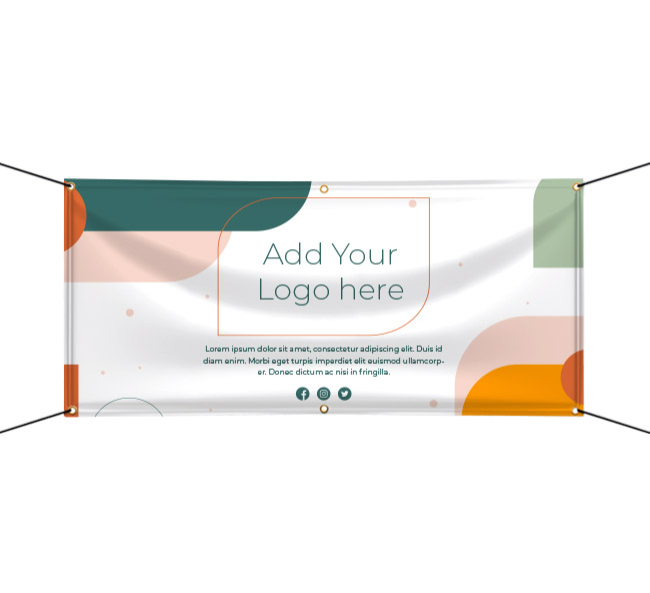 Add Your
Logo here
Lorem ipsum dolor sit amet, consectetur adipiscing elit. Duis id
diam enim. Morbi eget turpis imperdiet elit euismod ullamcorp-
er. Donec dictum ac nisi in fringilla.